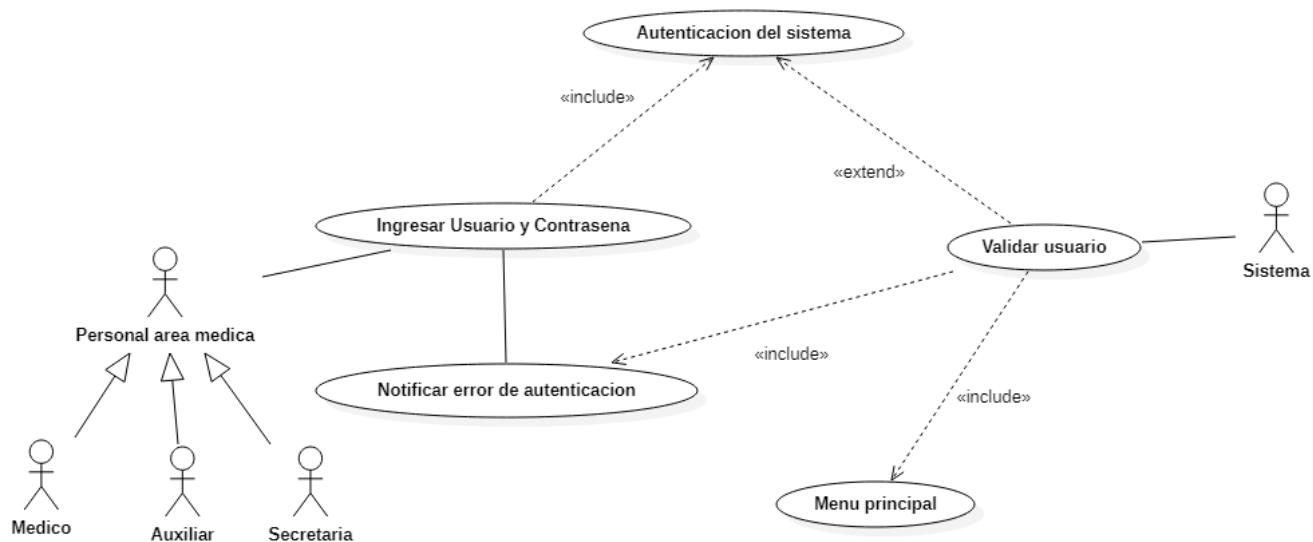 Autenticacion del sistema
«include»
«extend»
Ingresar Usuario y Contrasena
Validar usuario
Sistema
Personal area medica
«include»
Notificar error de autenticacion
«include»
Menu principal
Medico
Auxiliar
Secretaria